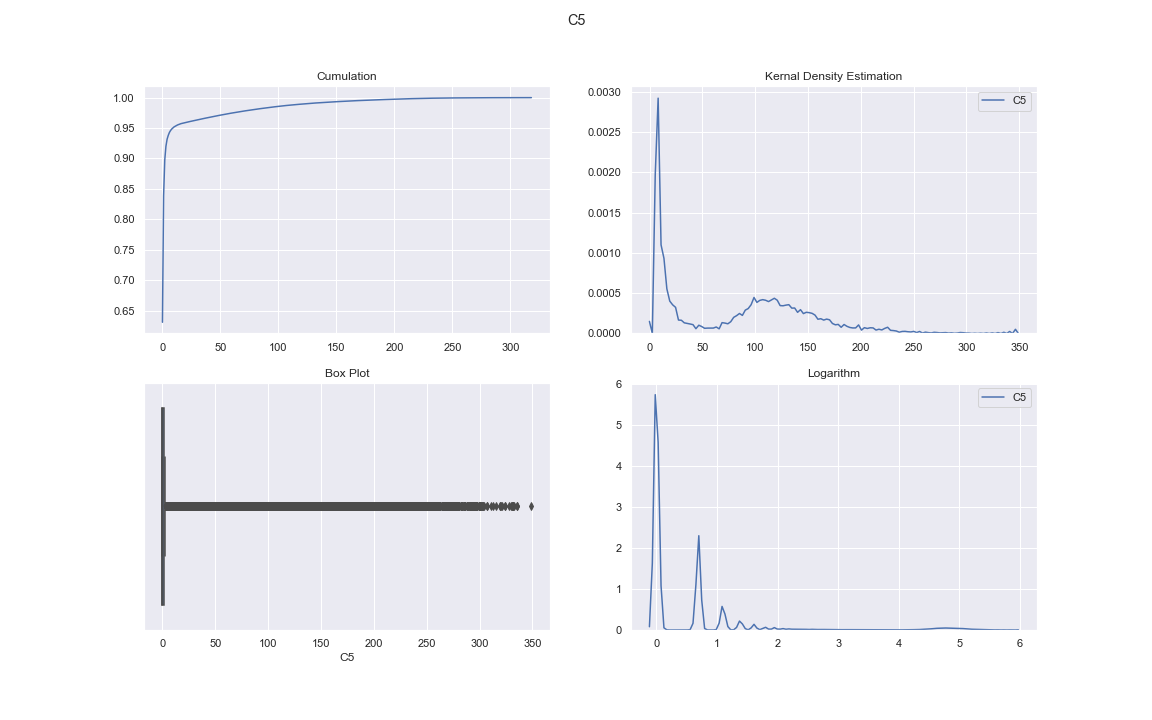 C5
Cumulation
1.00
0.95
0.90
0.85
0.80
0.75
0.70
0.65
0 50 100 150 200 250 300
Kernal Density Estimation
C5
0.0030
0.0025
0.0020
0.0015
0.0010
0.0005
0.0000
0 50 100 150 200 250 300 350
Box Plot
0 50 100 150 200 250 300 350
C5
Logarithm
C5
6
5
4
3
2
1
0
0 1 2 3 4 5 6